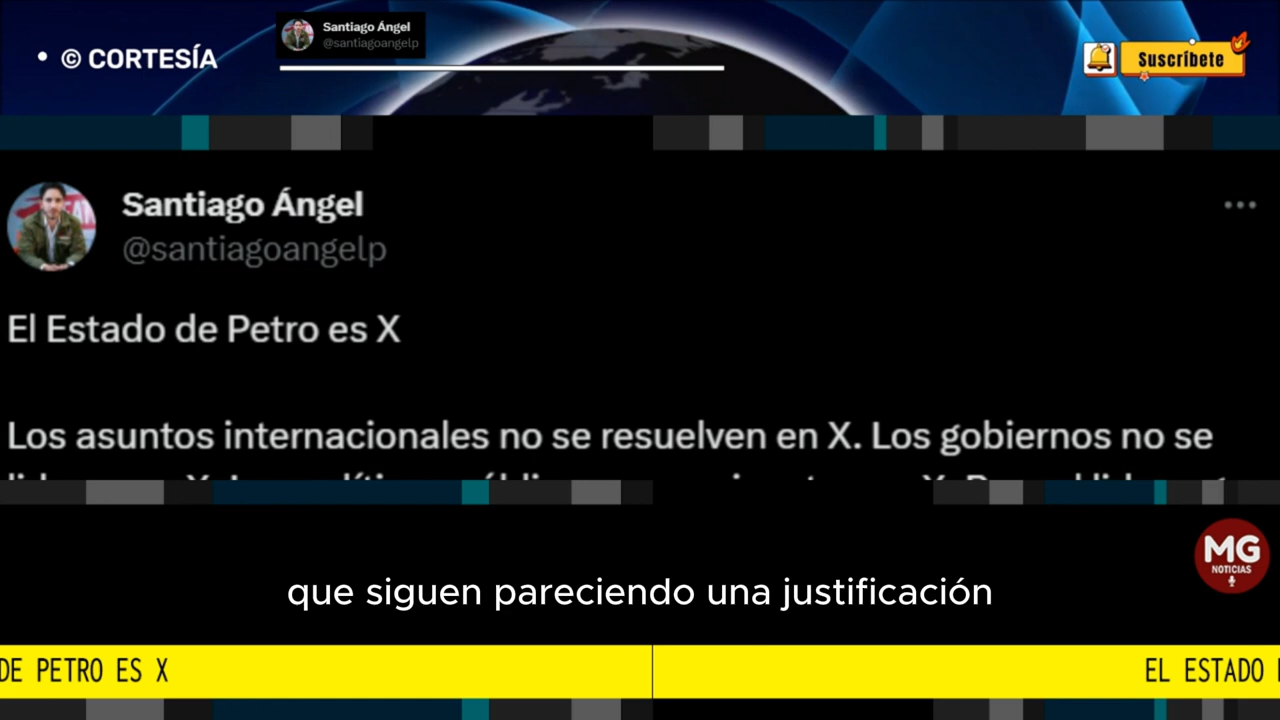 • © CORTESÍA
Santiago Ángel
@santiagoangelp
Suscríbete
Santiago Ángel
@santiagoangelp
El Estado de Petro es X
Los asuntos internacionales no se resuelven en X. Los gobiernos no se
MG
NOTICIAS
que siguen pareciendo una justificación
DE PETRO ES X
EL ESTADO